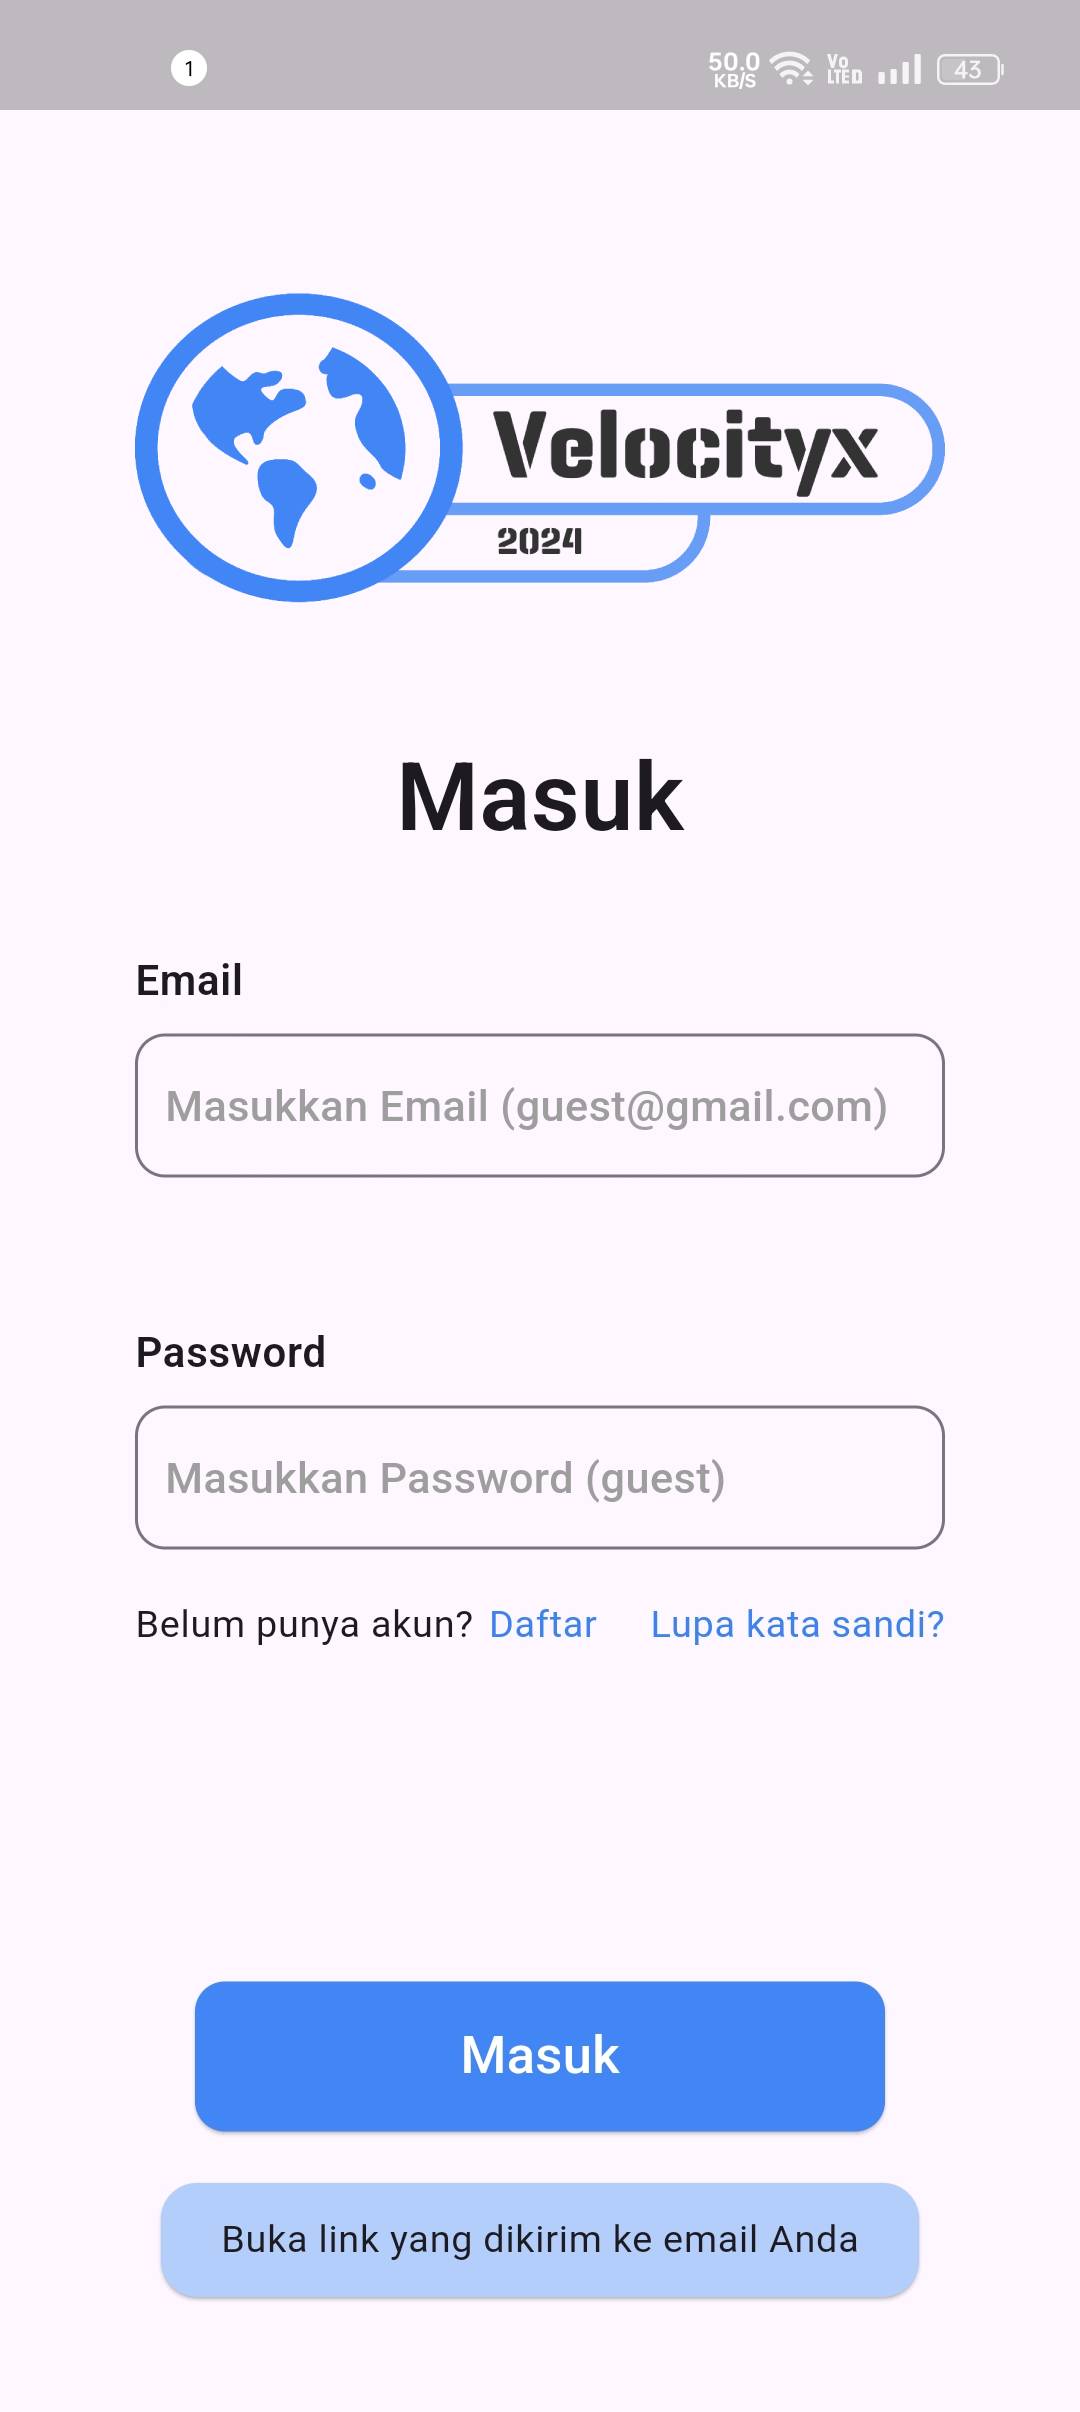 1
50.0
KB/S
Vo
LTE D
43
Velocityx
2024
Masuk
Email
Masukkan Email (guest@gmail.com)
Password
Masukkan Password (guest)
Belum punya akun? Daftar Lupa kata sandi?
Masuk
Buka link yang dikirim ke email Anda